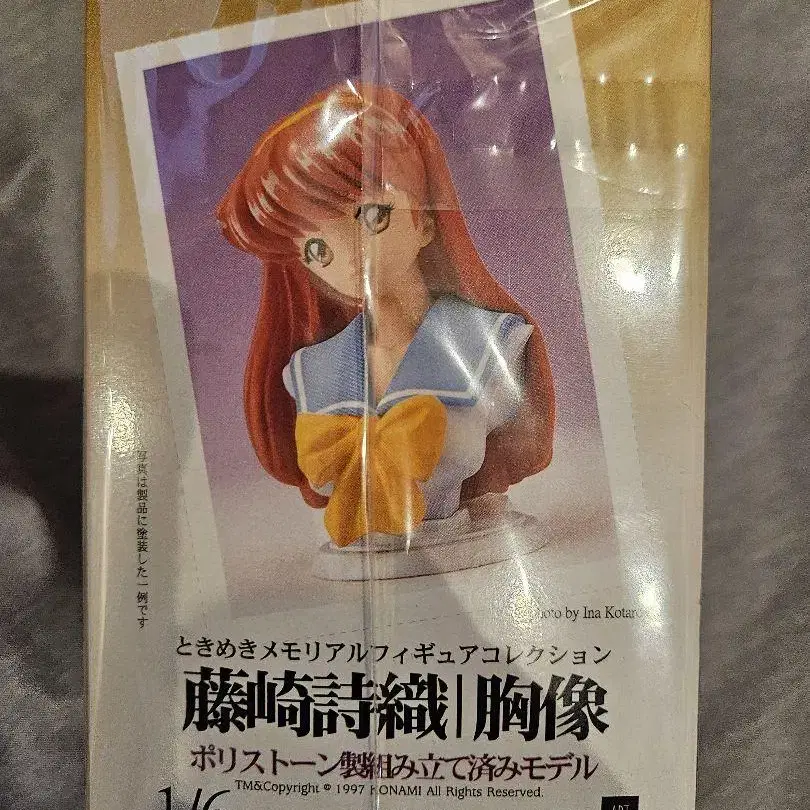 写真は製品に塗装した一例です
Photo by Ina Kotaro
ときめきメモリアルフィギュアコレクション
藤崎詩織|胸像
ポリストーン製組み立て済みモデル
TM&Copyright © 1997 KONAMI All Rights Reserved.
1/6
ART